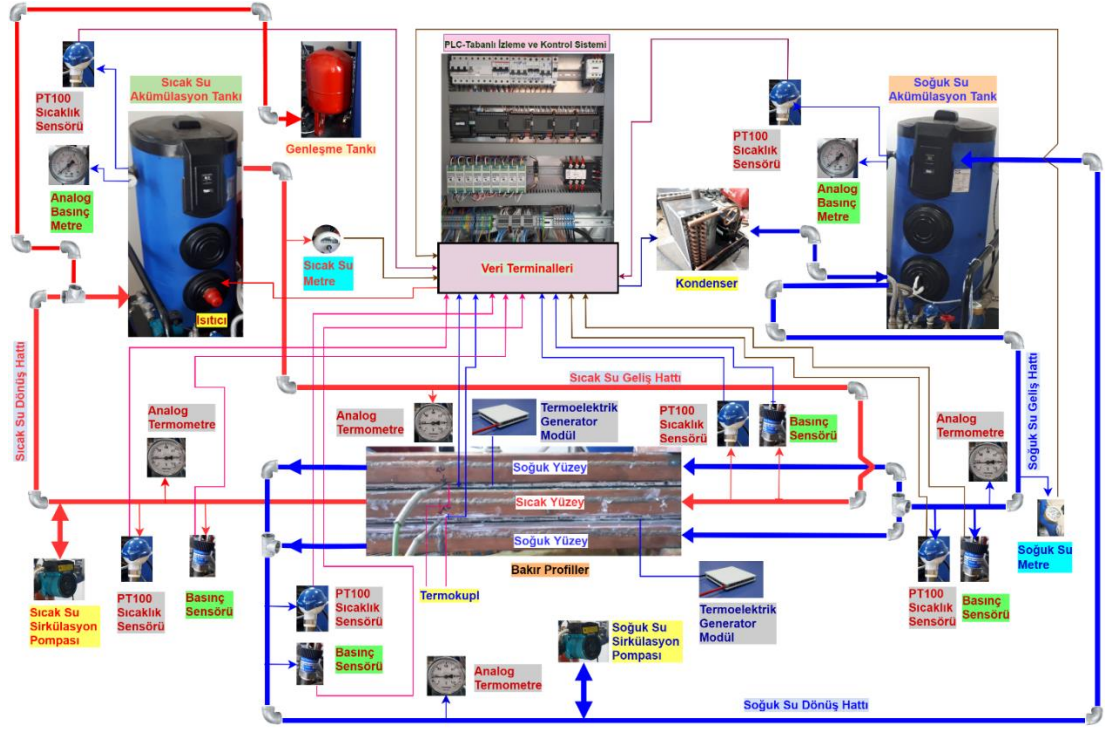 PLC-Tabanlı İzleme ve Kontrol Sistemi
PT100
Sıcaklık
Sensörü
Sıcak Su
Akümülasyon Tankı
Genleşme Tankı
Analog
Basınç
Metre
Isıtıcı
Sıcak Su
Metre
Veri Terminalleri
Kondenser
PT100
Sıcaklık
Sensörü
Analog
Basınç
Metre
Soğuk Su
Akümülasyon Tank
Sıcak Su Dönüş Hattı
Sıcak Su Geliş Hattı
Soğuk Su Geliş Hattı
Analog
Termometre
Analog
Termometre
Termoelektrik
Generator
Modül
PT100
Sıcaklık
Sensörü
Basınç
Sensörü
Analog
Termometre
Soğuk Yüzey
Sıcak Yüzey
Soğuk Yüzey
Bakır Profiller
Termokupl
Termoelektrik
Generator
Modül
Sıcak Su
Sirkülasyon
Pompası
PT100
Sıcaklık
Sensörü
Basınç
Sensörü
PT100
Sıcaklık
Sensörü
Basınç
Sensörü
Analog
Termometre
Soğuk Su
Sirkülasyon
Pompası
PT100
Sıcaklık
Sensörü
Basınç
Sensörü
Soğuk Su
Metre
Soğuk Su Dönüş Hattı